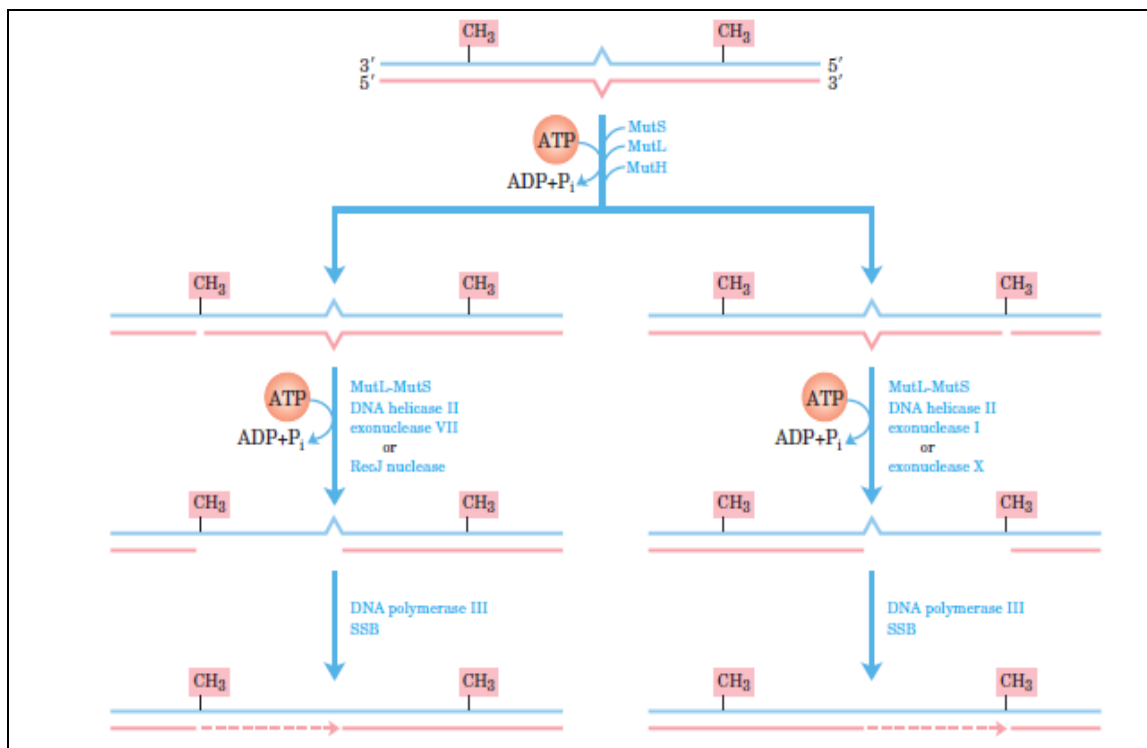 CH3 CH3
3′ 5′
5′ 3′
ATP
MutS
MutL
MutH
ADP+Pi
CH3 CH3
CH3 CH3
ATP
MutL-MutS
DNA helicase II
exonuclease VII
or
RecJ nuclease
ADP+Pi
ATP
MutL-MutS
DNA helicase II
exonuclease I
or
exonuclease X
ADP+Pi
CH3 CH3
CH3 CH3
DNA polymerase III
SSB
DNA polymerase III
SSB
CH3 CH3
CH3 CH3